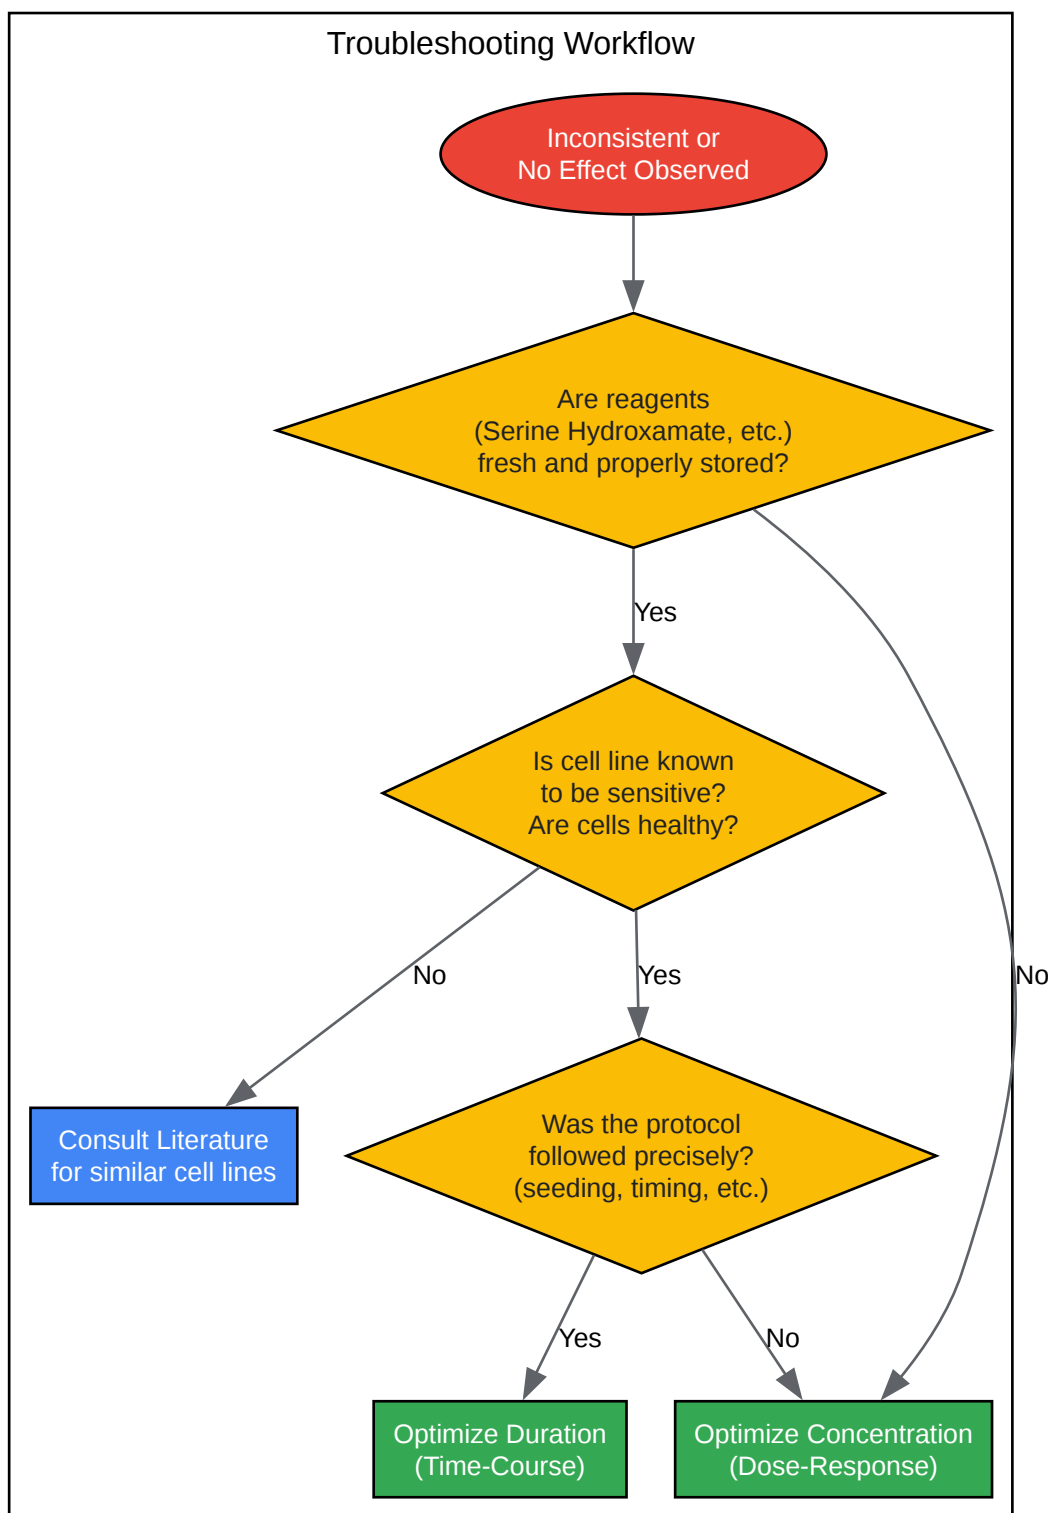 Troubleshooting Workflow
Inconsistent or
No Effect Observed
Are reagents
(Serine Hydroxamate, etc.)
fresh and properly stored?
Yes
Is cell line known
to be sensitive?
Are cells healthy?
No
Yes
No
Consult Literature
for similar cell lines
Was the protocol
followed precisely?
(seeding, timing, etc.)
Yes
No
Optimize Duration
(Time-Course)
Optimize Concentration
(Dose-Response)